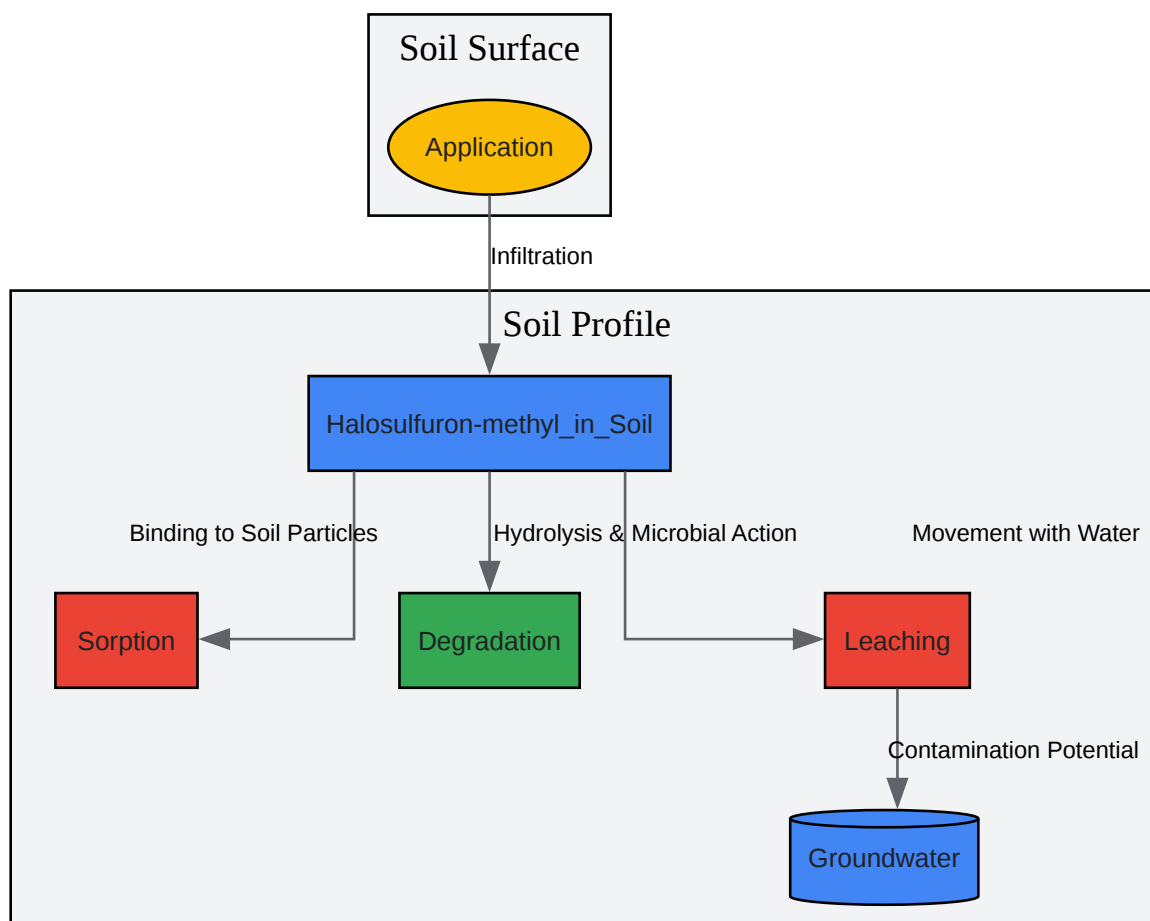 Soil Surface
Application
Infiltration
Soil Profile
Halosulfuron-methyl_in_Soil
Binding to Soil Particles
Hydrolysis & Microbial Action
Movement with Water
Sorption
Degradation
Leaching
Contamination Potential
Groundwater